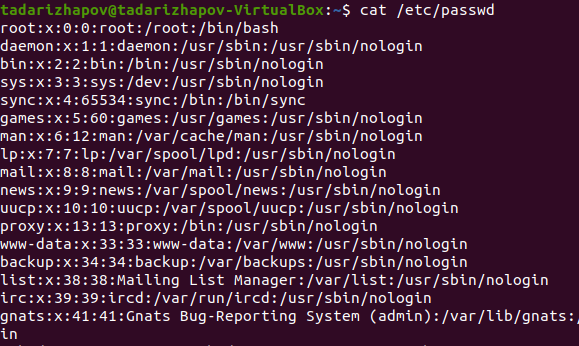 tadarizhapov@tadarizhapov-VirtualBox:~$ cat /etc/passwd
root:x:0:0:root:/root:/bin/bash
daemon:x:1:1:daemon:/usr/sbin:/usr/sbin/nologin
bin:x:2:2:bin:/bin:/usr/sbin/nologin
sys:x:3:3:sys:/dev:/usr/sbin/nologin
sync:x:4:65534:sync:/bin:/bin/sync
games:x:5:60:games:/usr/games:/usr/sbin/nologin
man:x:6:12:man:/var/cache/man:/usr/sbin/nologin
lp:x:7:7:lp:/var/spool/lpd:/usr/sbin/nologin
mail:x:8:8:mail:/var/mail:/usr/sbin/nologin
news:x:9:9:news:/var/spool/news:/usr/sbin/nologin
uucp:x:10:10:uucp:/var/spool/uucp:/usr/sbin/nologin
proxy:x:13:13:proxy:/bin:/usr/sbin/nologin
www-data:x:33:33:www-data:/var/www:/usr/sbin/nologin
backup:x:34:34:backup:/var/backups:/usr/sbin/nologin
list:x:38:38:Mailing List Manager:/var/list:/usr/sbin/nologin
irc:x:39:39:ircd:/var/run/ircd:/usr/sbin/nologin
gnats:x:41:41:Gnats Bug-Reporting System (admin):/var/lib/gnats:/
in